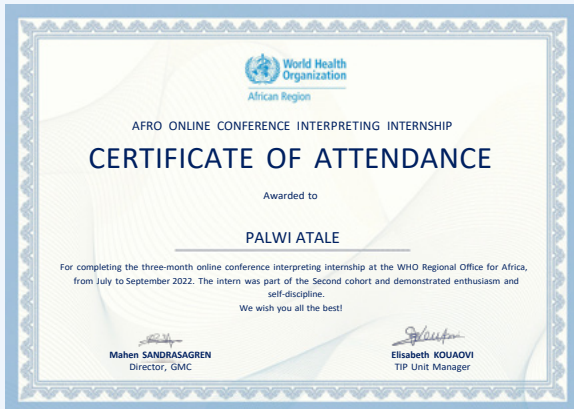 World Health
Organization
African Region
AFRO ONLINE CONFERENCE INTERPRETING INTERNSHIP
CERTIFICATE OF ATTENDANCE
Awarded to
PALWI ATALE
For completing the three-month online conference interpreting internship at the WHO Regional Office for Africa,
from July to September 2022. The intern was part of the Second cohort and demonstrated enthusiasm and
self-discipline.
We wish you all the best!
Mahen SANDRASAGREN
Director, GMC
Elisabeth KOUAOVI
TIP Unit Manager